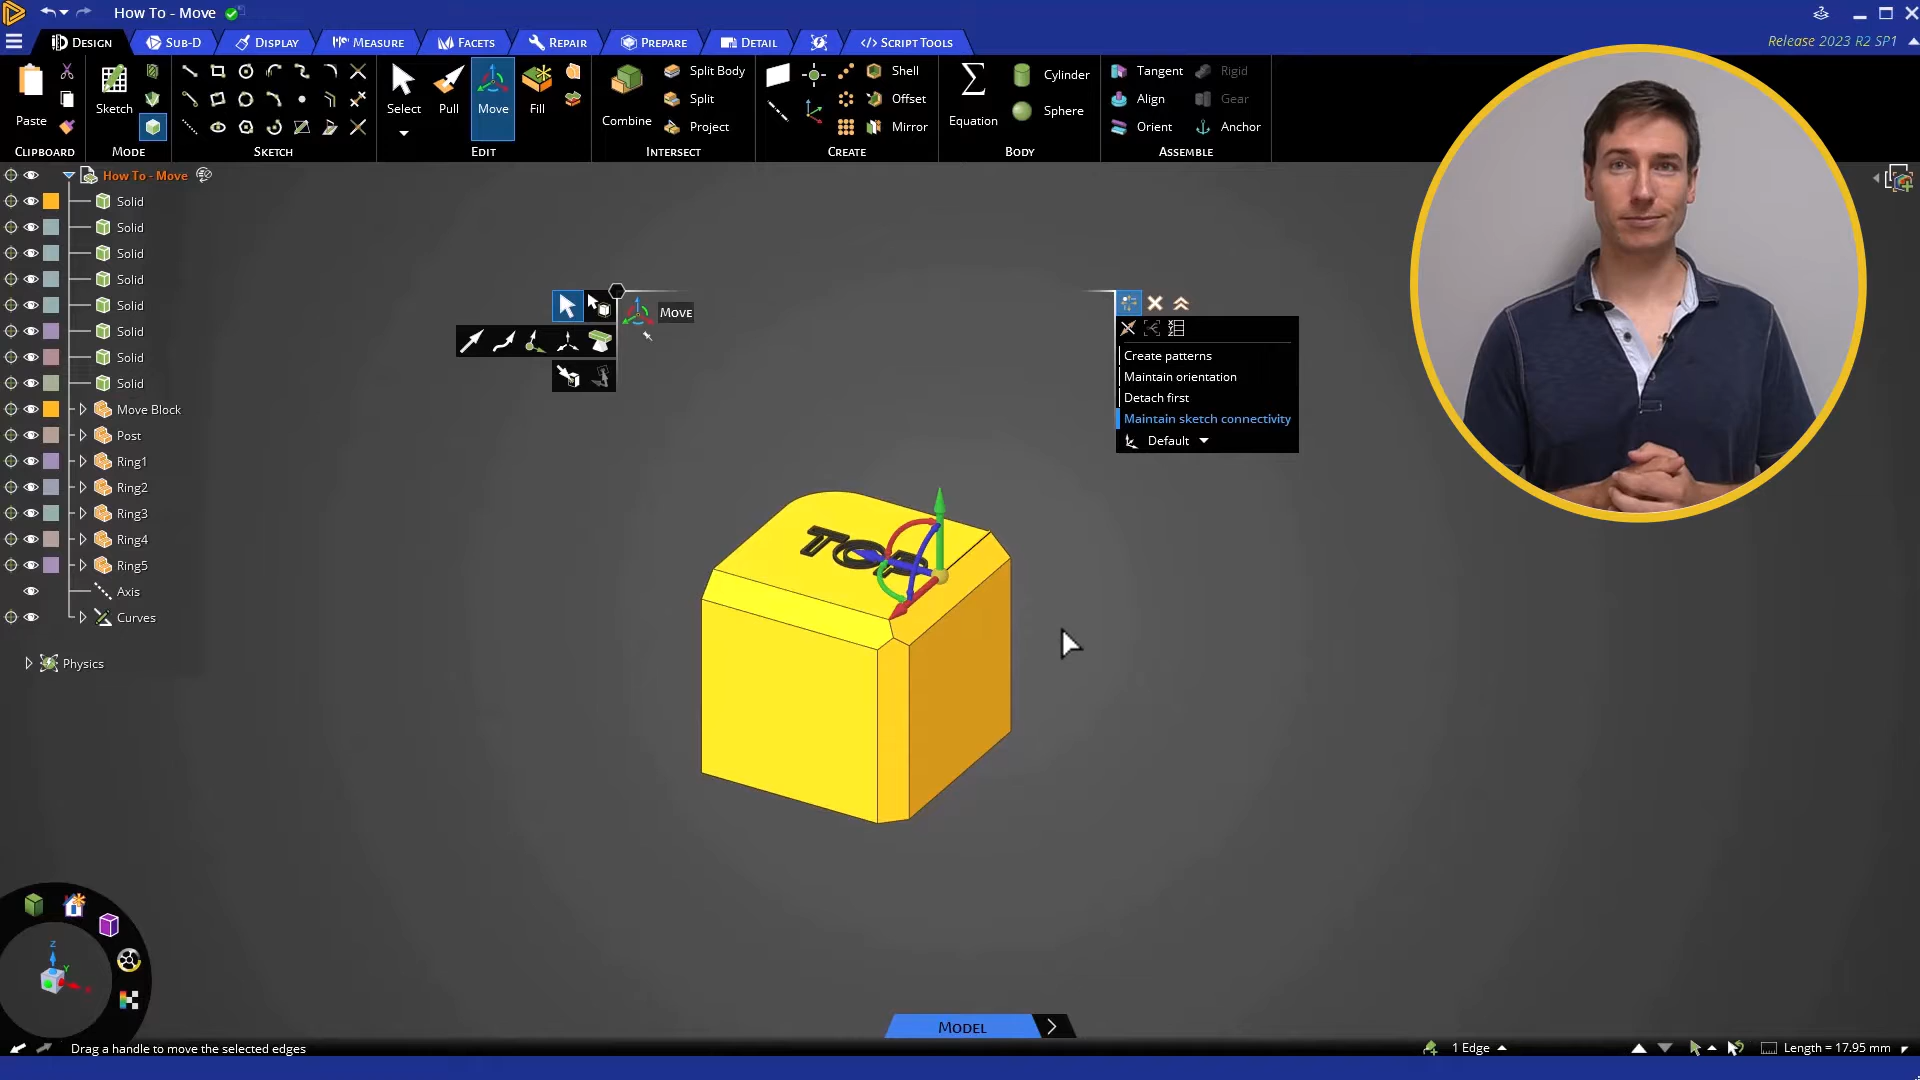 How To - Move
Design
Sub-D
Display
Measure
Facets
Repair
Prepare
Detail
</> Script Tools
Release 2023 R2 SP1
Paste
Clipboard
Sketch
Mode
Sketch
Select
Pull
Move
Fill
Edit
Combine
Split Body
Split
Project
Intersect
Shell
Offset
Mirror
Create
Equation
Cylinder
Sphere
Body
Tangent
Align
Orient
Rigid
Gear
Anchor
Assemble
How To - Move
Solid
Solid
Solid
Solid
Solid
Solid
Solid
Solid
Move Block
Post
Ring1
Ring2
Ring3
Ring4
Ring5
Axis
Curves
Physics
Move
Create patterns
Maintain orientation
Detach first
Maintain sketch connectivity
Default
TOP
Z
Y
X
Model
Drag a handle to move the selected edges
1 Edge
Length = 17.95 mm